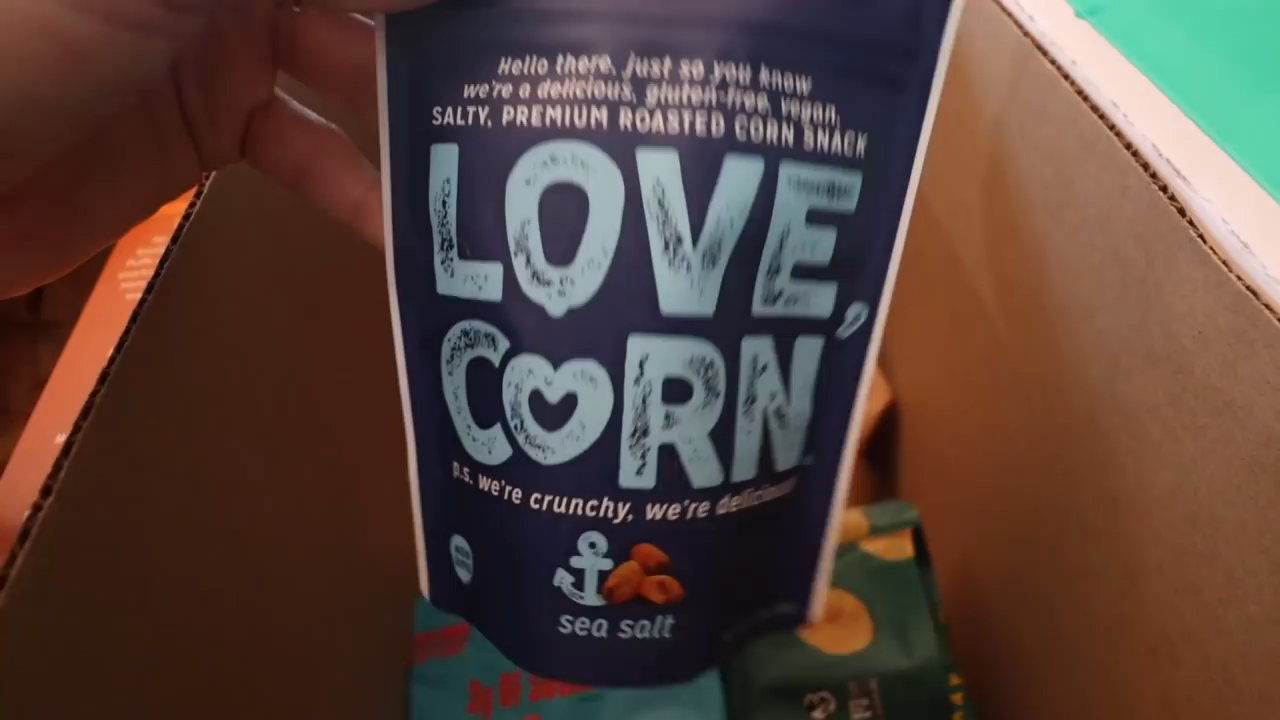 Hello there, just so you know
we're a delicious, gluten-free, vegan,
SALTY, PREMIUM ROASTED CORN SNACK
LOVE,
CORN
p.s. we're crunchy, we're delicious!
sea salt